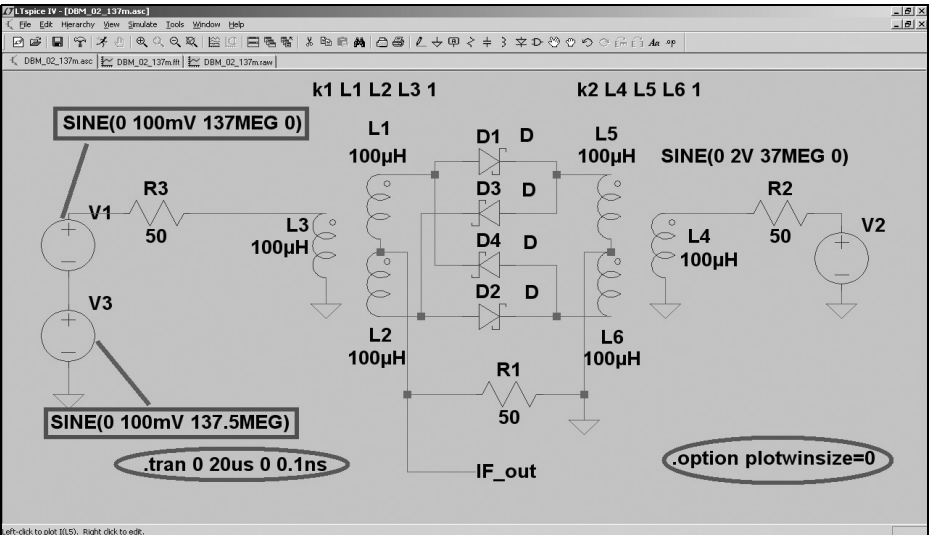 LTspice IV - [DBM_02_137m.asc]
File Edit Hierarchy View Simulate Tools Window Help
DBM_02_137m.asc DBM_02_137m.fft DBM_02_137m.raw
k1 L1 L2 L3 1
k2 L4 L5 L6 1
SINE(0 100mV 137MEG 0)
L1
100µH
D1 D
L5
100µH
SINE(0 2V 37MEG 0)
R3
50
D3 D
R2
50
V1
L3
100µH
V2
L4
100µH
D4 D
D2 D
V3
L2
100µH
L6
100µH
R1
50
SINE(0 100mV 137.5MEG)
.tran 0 20us 0 0.1ns
IF_out
.option plotwinsize=0
Left-click to plot I(L5). Right click to edit.